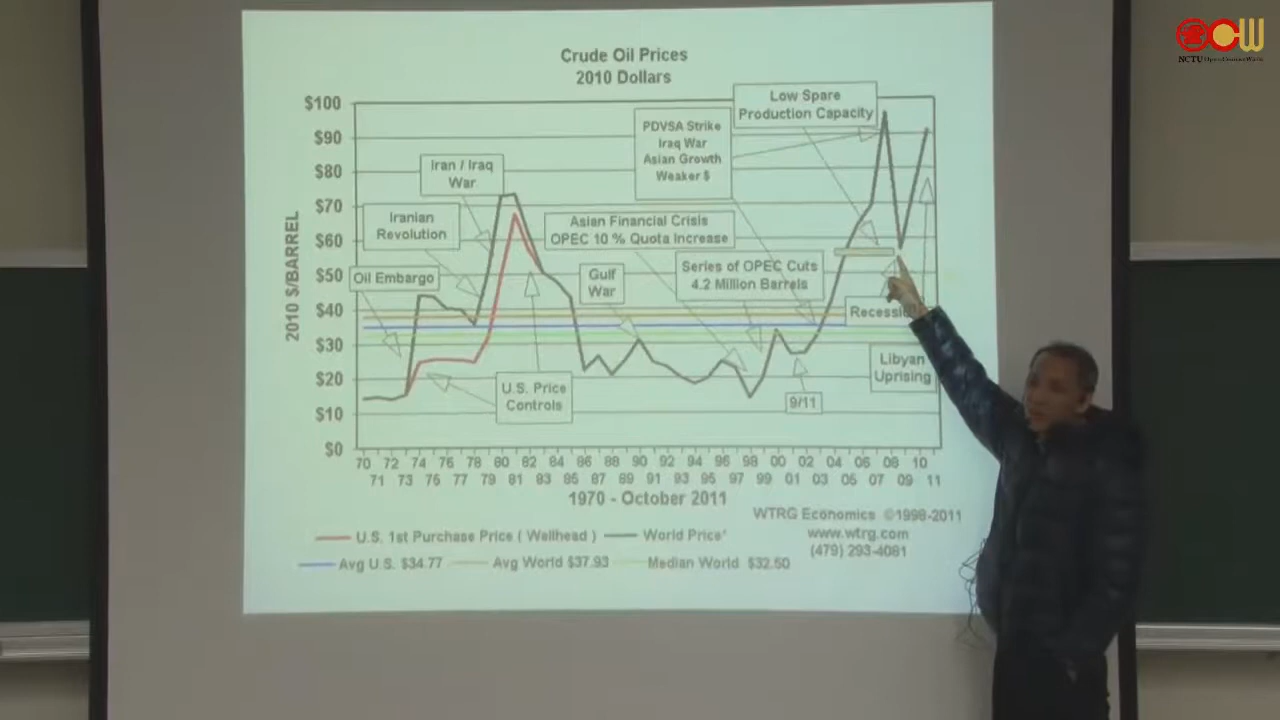 OCW
NCTU OpenCourseWare
Crude Oil Prices
2010 Dollars
2010 $/BARREL
$100
$90
$80
$70
$60
$50
$40
$30
$20
$10
$0
Low Spare
Production Capacity
PDVSA Strike
Iraq War
Asian Growth
Weaker $
Iran / Iraq
War
Iranian
Revolution
Asian Financial Crisis
OPEC 10 % Quota Increase
Oil Embargo
Gulf
War
Series of OPEC Cuts
4.2 Million Barrels
Libyan
Uprising
U.S. Price
Controls
9/11
70 72 74 76 78 80 82 84 86 88 90 92 94 96 98 00 02 04 06 08 10
71 73 75 77 79 81 83 85 87 89 91 93 95 97 99 01 03 05 07 09 11
1970 - October 2011
WTRG Economics ©1998-2011
www.wtrg.com
(479) 293-4081
U.S. 1st Purchase Price ( Wellhead ) World Price*
Avg U.S. $34.77 Avg World $37.93 Median World $32.50